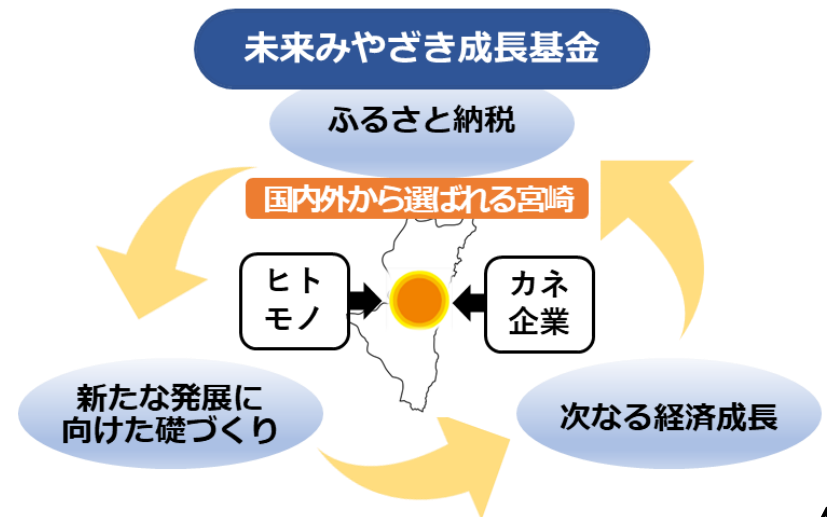 未来みやざき成長基金
ふるさと納税
国内外から選ばれる宮崎
ヒト
モノ
カネ
企業
新たな発展に
向けた礎づくり
次なる経済成長